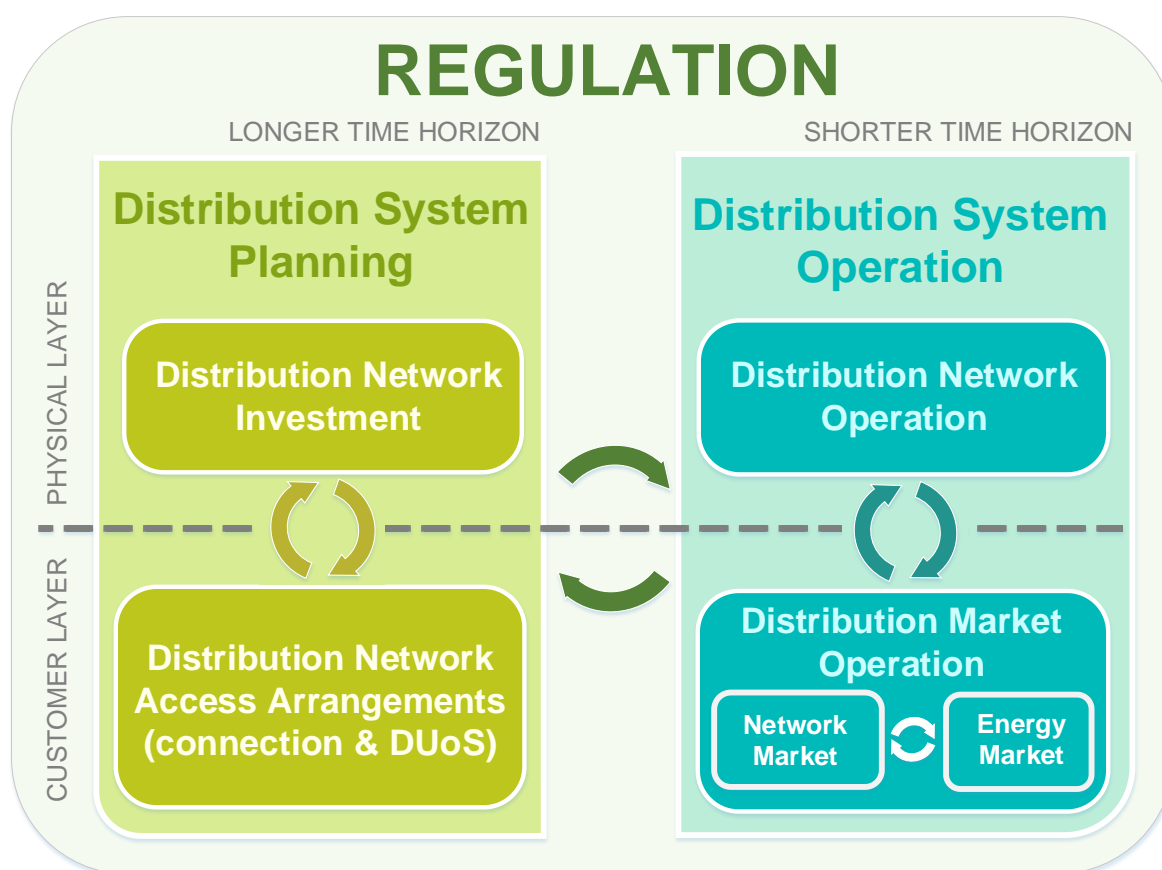 REGULATION
LONGER TIME HORIZON
SHORTER TIME HORIZON
PHYSICAL LAYER
CUSTOMER LAYER
Distribution System
Planning
Distribution Network
Investment
Distribution Network
Access Arrangements
(connection & DUoS)
Distribution System
Operation
Distribution Network
Operation
Distribution Market
Operation
Network
Market
Energy
Market